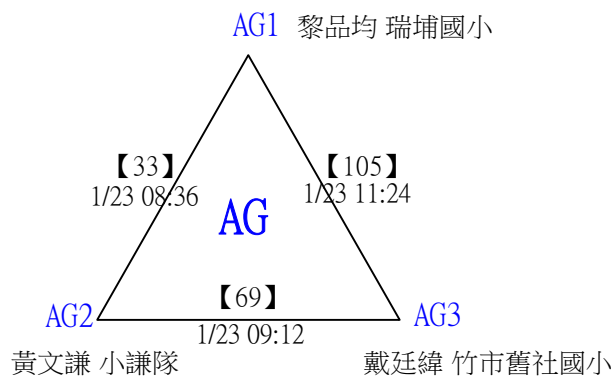 AG1 黎品均 瑞埔國小
【33】
1/23 08:36
【105】
1/23 11:24
AG
【69】
1/23 09:12
AG2
AG3
黃文謙 小謙隊
戴廷緯 竹市舊社國小